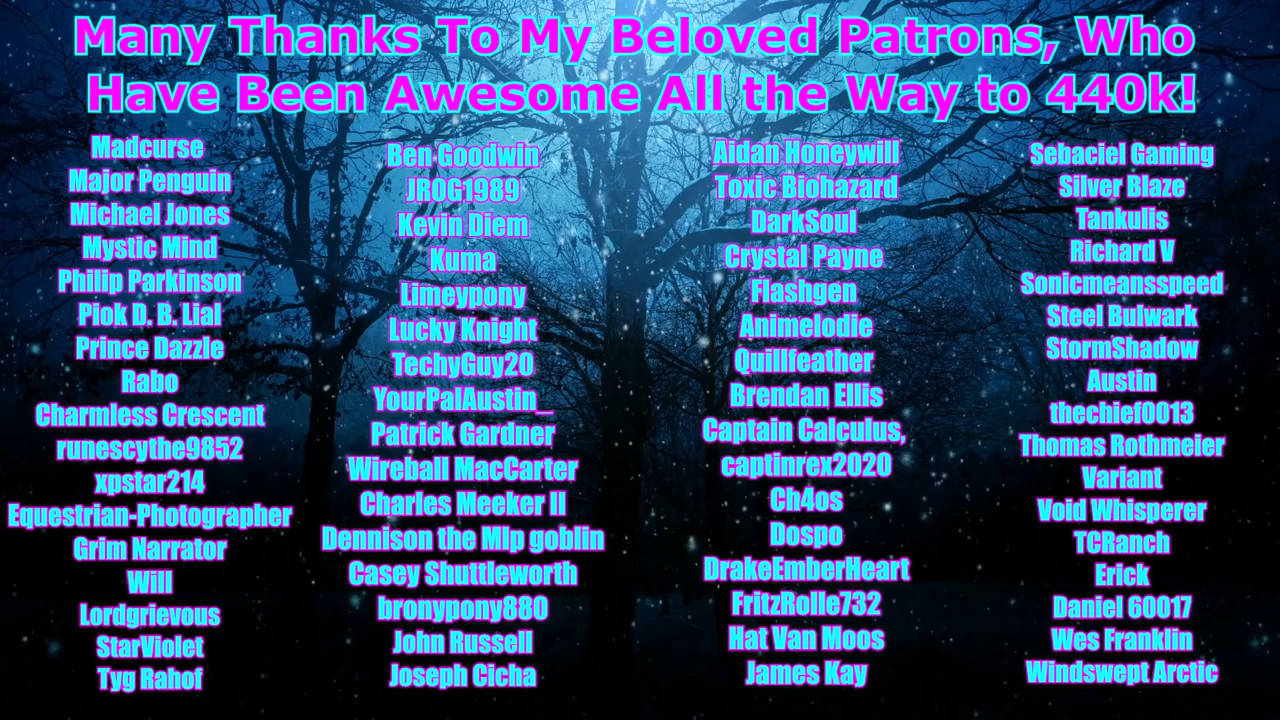 Many Thanks To My Beloved Patrons, Who
Have Been Awesome All the Way to 440k!
Madcurse
Major Penguin
Michael Jones
Mystic Mind
Philip Parkinson
Piok D. B. Lial
Prince Dazzle
Rabo
Charmless Crescent
runescythe9852
xpstar214
Equestrian-Photographer
Grim Narrator
Will
Lordgrievous
StarViolet
Tyg Rahof
Ben Goodwin
JROG1989
Kevin Diem
Kuma
Limeypony
Lucky Knight
TechyGuy20
YourPalAustin_
Patrick Gardner
Wireball MacCarter
Charles Meeker II
Dennison the Mlp goblin
Casey Shuttleworth
bronypony880
John Russell
Joseph Cicha
Aidan Honeywill
Toxic Biohazard
DarkSoul
Crystal Payne
Flashgen
Animelodie
Quillfeather
Brendan Ellis
Captain Calculus,
captinrex2020
Ch4os
Dospo
DrakeEmberHeart
FritzRolle732
Hat Van Moos
James Kay
Sebaciel Gaming
Silver Blaze
Tankulis
Richard V
Sonicmeansspeed
Steel Bulwark
StormShadow
Austin
thechief0013
Thomas Rothmeier
Variant
Void Whisperer
TCRanch
Erick
Daniel 60017
Wes Franklin
Windswept Arctic